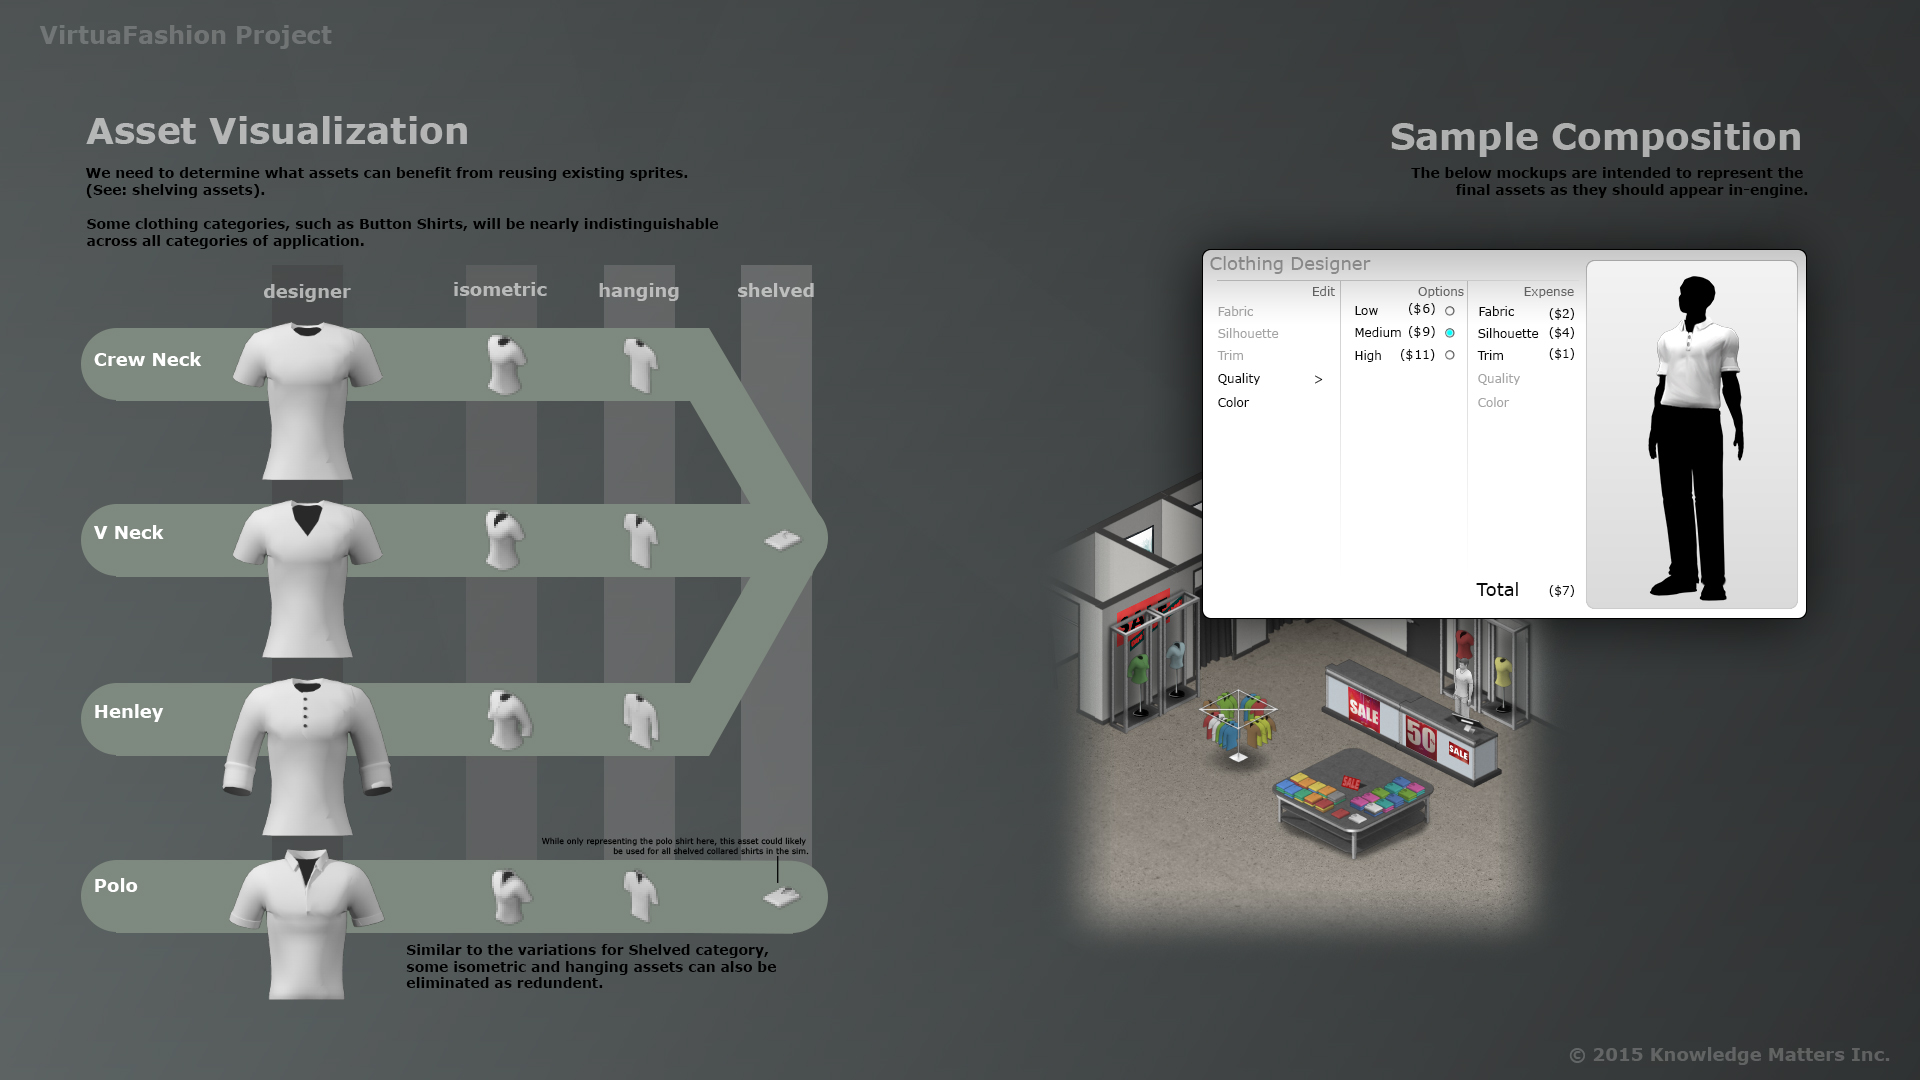 VirtuaFashion Project
Asset Visualization
We need to determine what assets can benefit from reusing existing sprites.
(See: shelving assets).
Some clothing categories, such as Button Shirts, will be nearly indistinguishable
across all categories of application.
designer
isometric
hanging
shelved
Crew Neck
V Neck
Henley
While only representing the polo shirt here, this asset could likely
be used for all shelved collared shirts in the sim.
Polo
Similar to the variations for Shelved category,
some isometric and hanging assets can also be
eliminated as redundent.
Sample Composition
The below mockups are intended to represent the
final assets as they should appear in-engine.
Clothing Designer
Edit
Fabric
Silhouette
Trim
Quality >
Color
Options
Low ($6)
Medium ($9)
High ($11)
Expense
Fabric ($2)
Silhouette ($4)
Trim ($1)
Quality
Color
Total ($7)
SALE
50
SALE
SALE
© 2015 Knowledge Matters Inc.